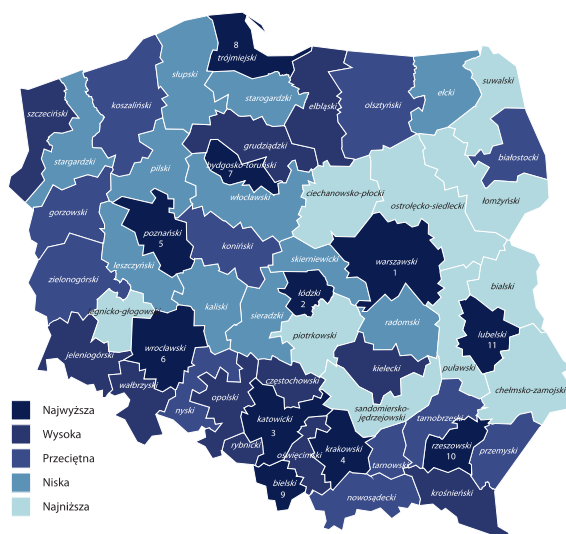 8
trójmiejski
słupski
suwalski
szczeciński
koszaliński
starogardzki
elbląski
olsztyński
ełcki
grudziądzki
białostocki
stargardzki
pilski
bydgosko-toruński
7
włocławski
ciechanowsko-płocki
ostrołęcko-siedlecki
łomżyński
gorzowski
poznański
5
koniński
skierniewicki
warszawski
1
zielonogórski
leszczyński
bialski
łódzki
2
legnicko-głogowski
kaliski
sieradzki
piotrkowski
radomski
lubelski
11
jeleniogórski
wrocławski
6
kielecki
puławski
wałbrzyski
częstochowski
chełmsko-zamojski
nyski
opolski
sandomiersko-
jędrzejowski
katowicki
3
tarnobrzeski
rybnicki
oświęcimski
krakowski
4
tarnowski
rzeszowski
10
przemyski
bielski
9
nowosądecki
krośnieński
Najwyższa
Wysoka
Przeciętna
Niska
Najniższa